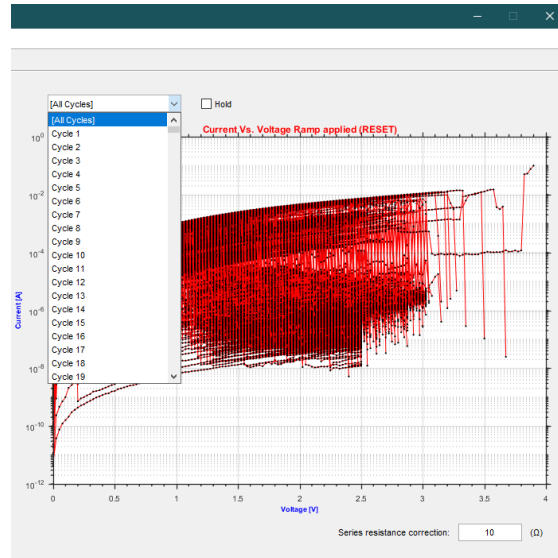 [All Cycles]
Hold
[All Cycles]
Cycle 1
Cycle 2
Cycle 3
Cycle 4
Cycle 5
Cycle 6
Cycle 7
Cycle 8
Cycle 9
Cycle 10
Cycle 11
Cycle 12
Cycle 13
Cycle 14
Cycle 15
Cycle 16
Cycle 17
Cycle 18
Cycle 19
Current Vs. Voltage Ramp applied (RESET)
Current [A]
10^0
10^-2
10^-4
10^-6
10^-8
10^-10
10^-12
0
0.5
1
1.5
2
2.5
3
3.5
4
Voltage [V]
Series resistance correction: 10 (Ω)